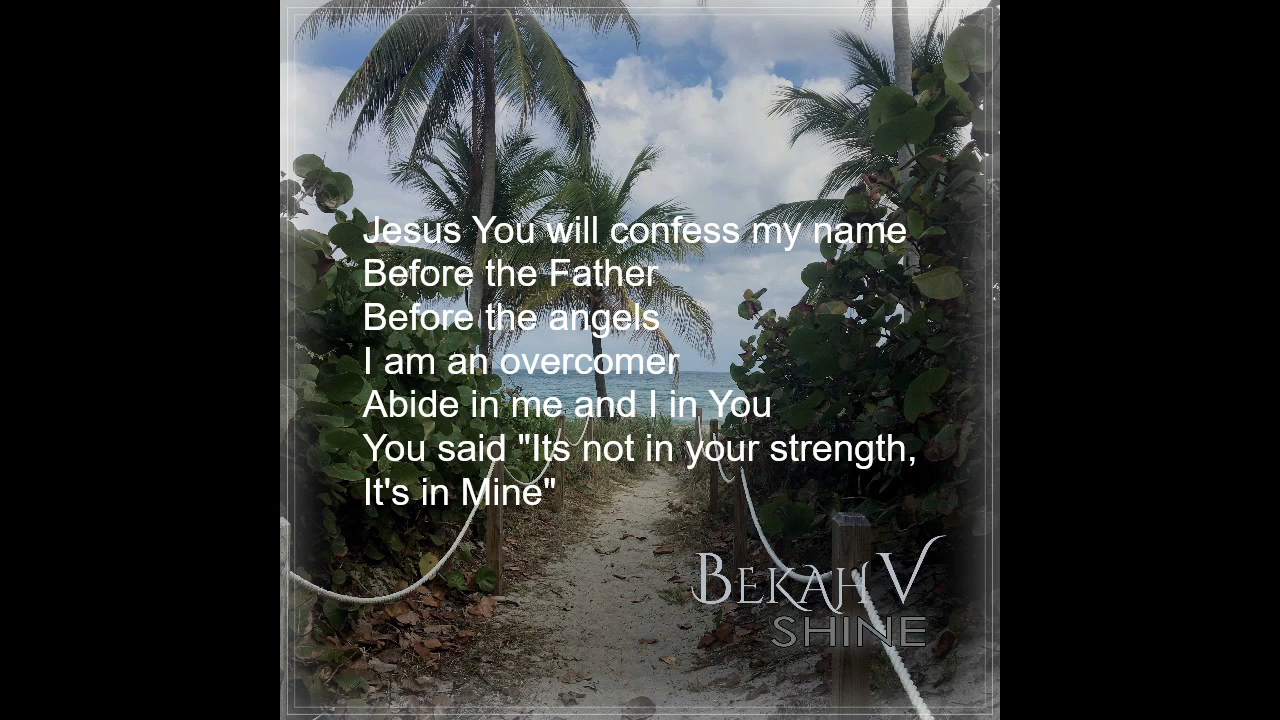 Jesus You will confess my name
Before the Father
Before the angels
I am an overcomer
Abide in me and I in You
You said "Its not in your strength,
It's in Mine"
BEKAH V
SHINE